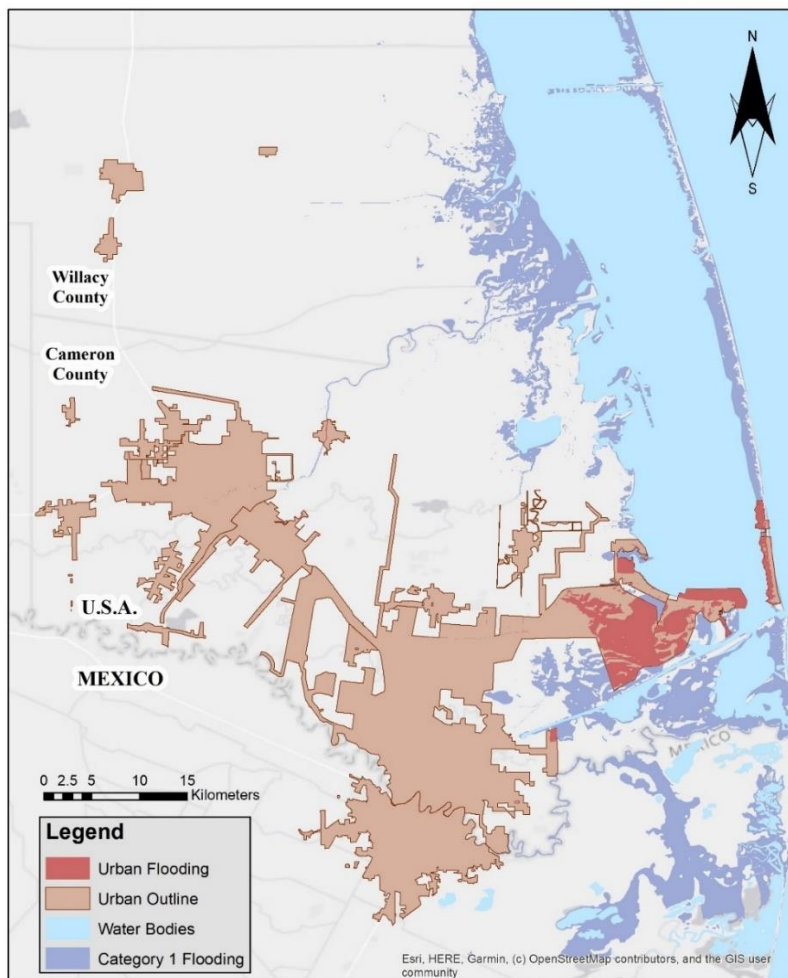 N
S
Willacy
County
Cameron
County
U.S.A.
MEXICO
MEXICO
0 2.5 5 10 15
Kilometers
Legend
Urban Flooding
Urban Outline
Water Bodies
Category 1 Flooding
Esri, HERE, Garmin, (c) OpenStreetMap contributors, and the GIS user
community